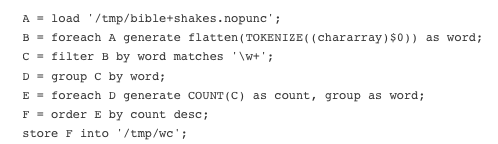 A = load '/tmp/bible+shakes.nopunc';
B = foreach A generate flatten(TOKENIZE((chararray)$0)) as word;
C = filter B by word matches '\w+';
D = group C by word;
E = foreach D generate COUNT(C) as count, group as word;
F = order E by count desc;
store F into '/tmp/wc';